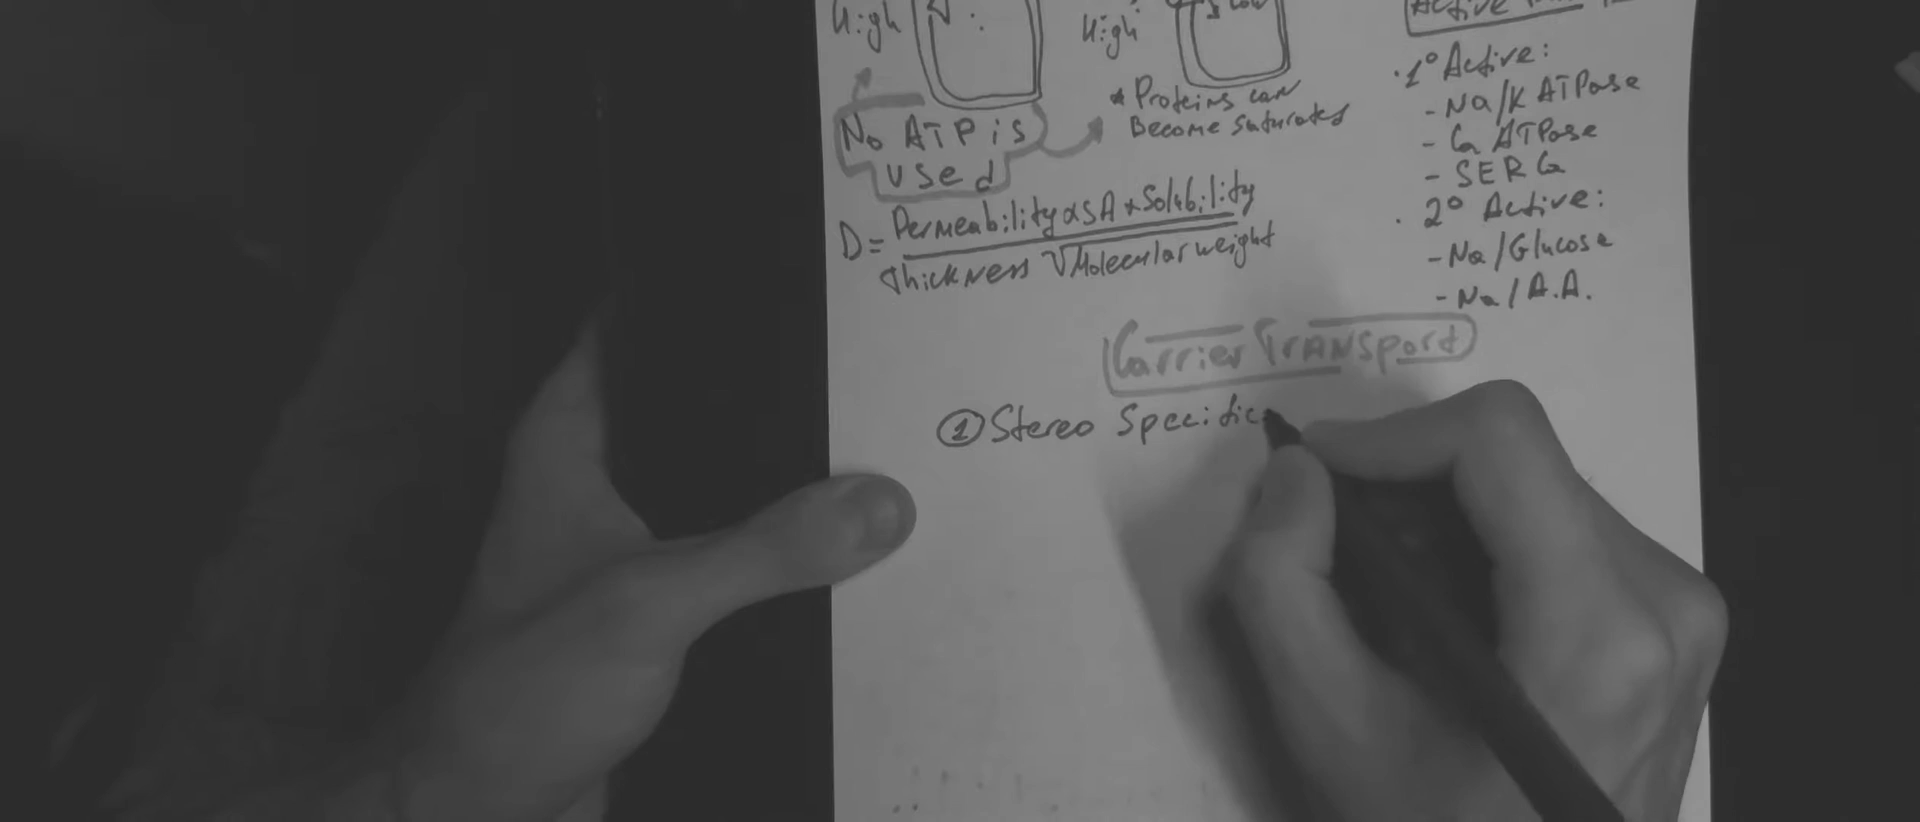 High
High
Low
Active
No ATP is
used
* Proteins can
Become saturated
D = Permeability x SA x Solubility
Thickness √Molecular weight
· 1° Active:
- Na/K ATPase
- Ca ATPase
- SERCa
· 2° Active:
- Na/Glucose
- Na/A.A.
Carrier Transport
① Stereo Specific